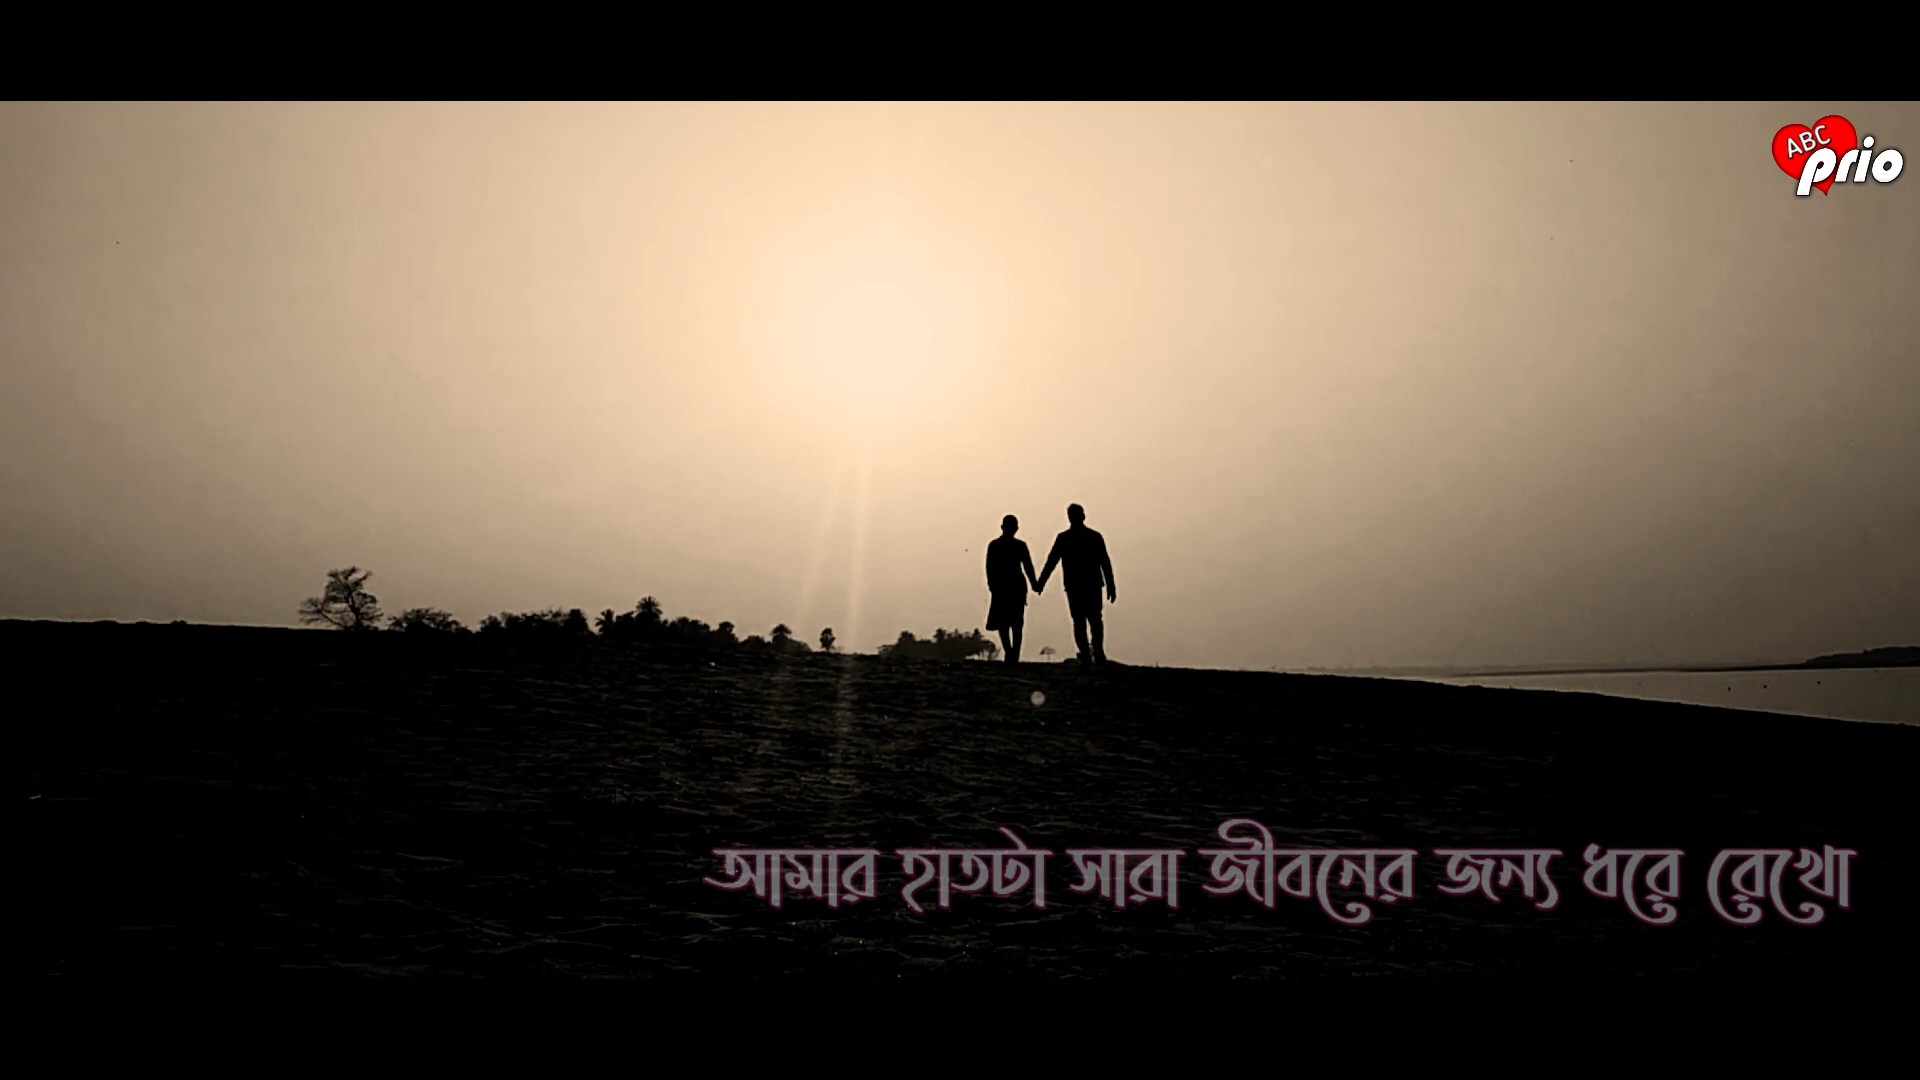 ABC
prio
আমার হাতটা সারা জীবনের জন্য ধরে রেখো